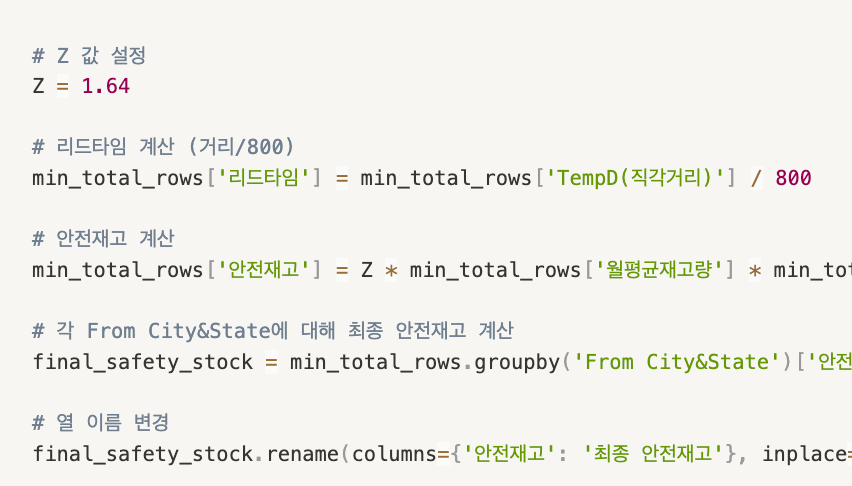 # Z 값 설정
Z = 1.64
# 리드타임 계산 (거리/800)
min_total_rows['리드타임'] = min_total_rows['TempD(직각거리)'] / 800
# 안전재고 계산
min_total_rows['안전재고'] = Z * min_total_rows['월평균재고량'] * min_tot
# 각 From City&State에 대해 최종 안전재고 계산
final_safety_stock = min_total_rows.groupby('From City&State')['안전
# 열 이름 변경
final_safety_stock.rename(columns={'안전재고': '최종 안전재고'}, inplace=